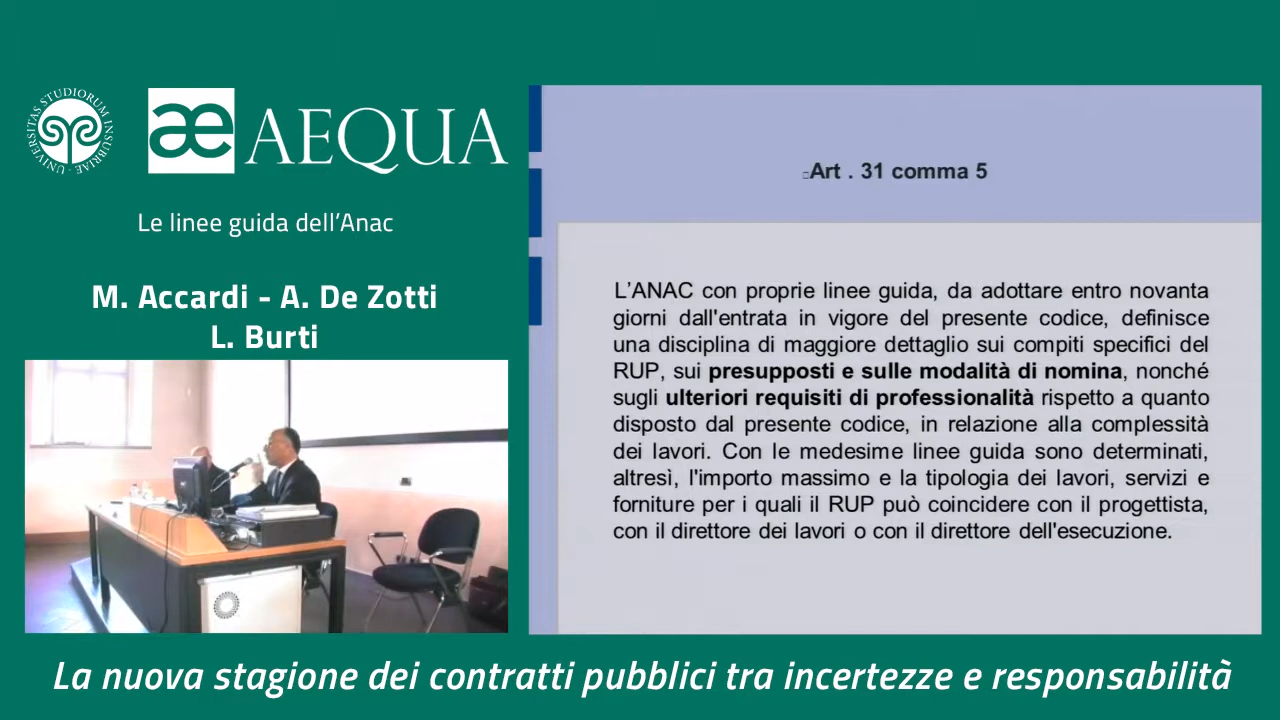 UNIVERSITAS STUDIORUM INSUBRIAE
æ AEQUA
Le linee guida dell'Anac
M. Accardi - A. De Zotti
L. Burti
Art . 31 comma 5
L'ANAC con proprie linee guida, da adottare entro novanta
giorni dall'entrata in vigore del presente codice, definisce
una disciplina di maggiore dettaglio sui compiti specifici del
RUP, sui presupposti e sulle modalità di nomina, nonché
sugli ulteriori requisiti di professionalità rispetto a quanto
disposto dal presente codice, in relazione alla complessità
dei lavori. Con le medesime linee guida sono determinati,
altresì, l'importo massimo e la tipologia dei lavori, servizi e
forniture per i quali il RUP può coincidere con il progettista,
con il direttore dei lavori o con il direttore dell'esecuzione.
La nuova stagione dei contratti pubblici tra incertezze e responsabilità